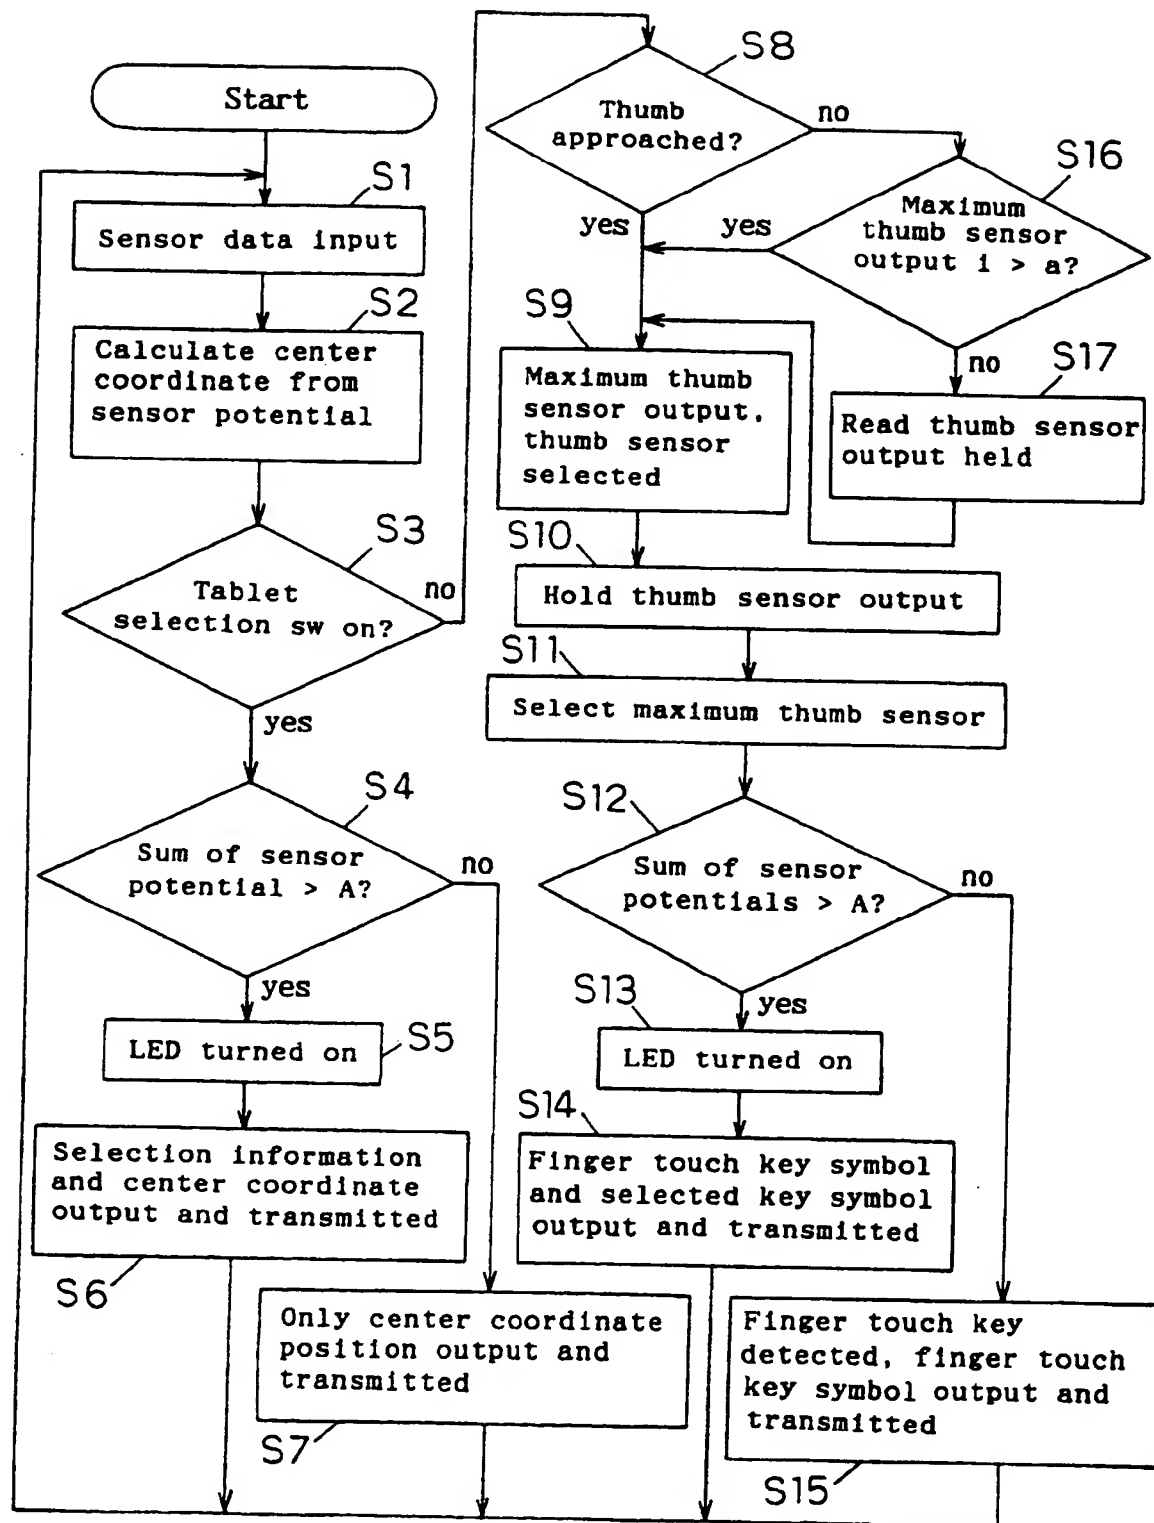 Start
S1
Sensor data input
S2
Calculate center
coordinate from
sensor potential
S3
Tablet
selection sw on?
no
yes
S4
Sum of sensor
potential > A?
no
yes
LED turned on
S5
Selection information
and center coordinate
output and transmitted
S6
Only center coordinate
position output and
transmitted
S7
S8
Thumb
approached?
no
yes
S16
Maximum
thumb sensor
output i > a?
yes
no
S17
Read thumb sensor
output held
S9
Maximum thumb
sensor output,
thumb sensor
selected
S10
Hold thumb sensor output
S11
Select maximum thumb sensor
S12
Sum of sensor
potentials > A?
no
yes
S13
LED turned on
S14
Finger touch key symbol
and selected key symbol
output and transmitted
Finger touch key
detected, finger touch
key symbol output and
transmitted
S15